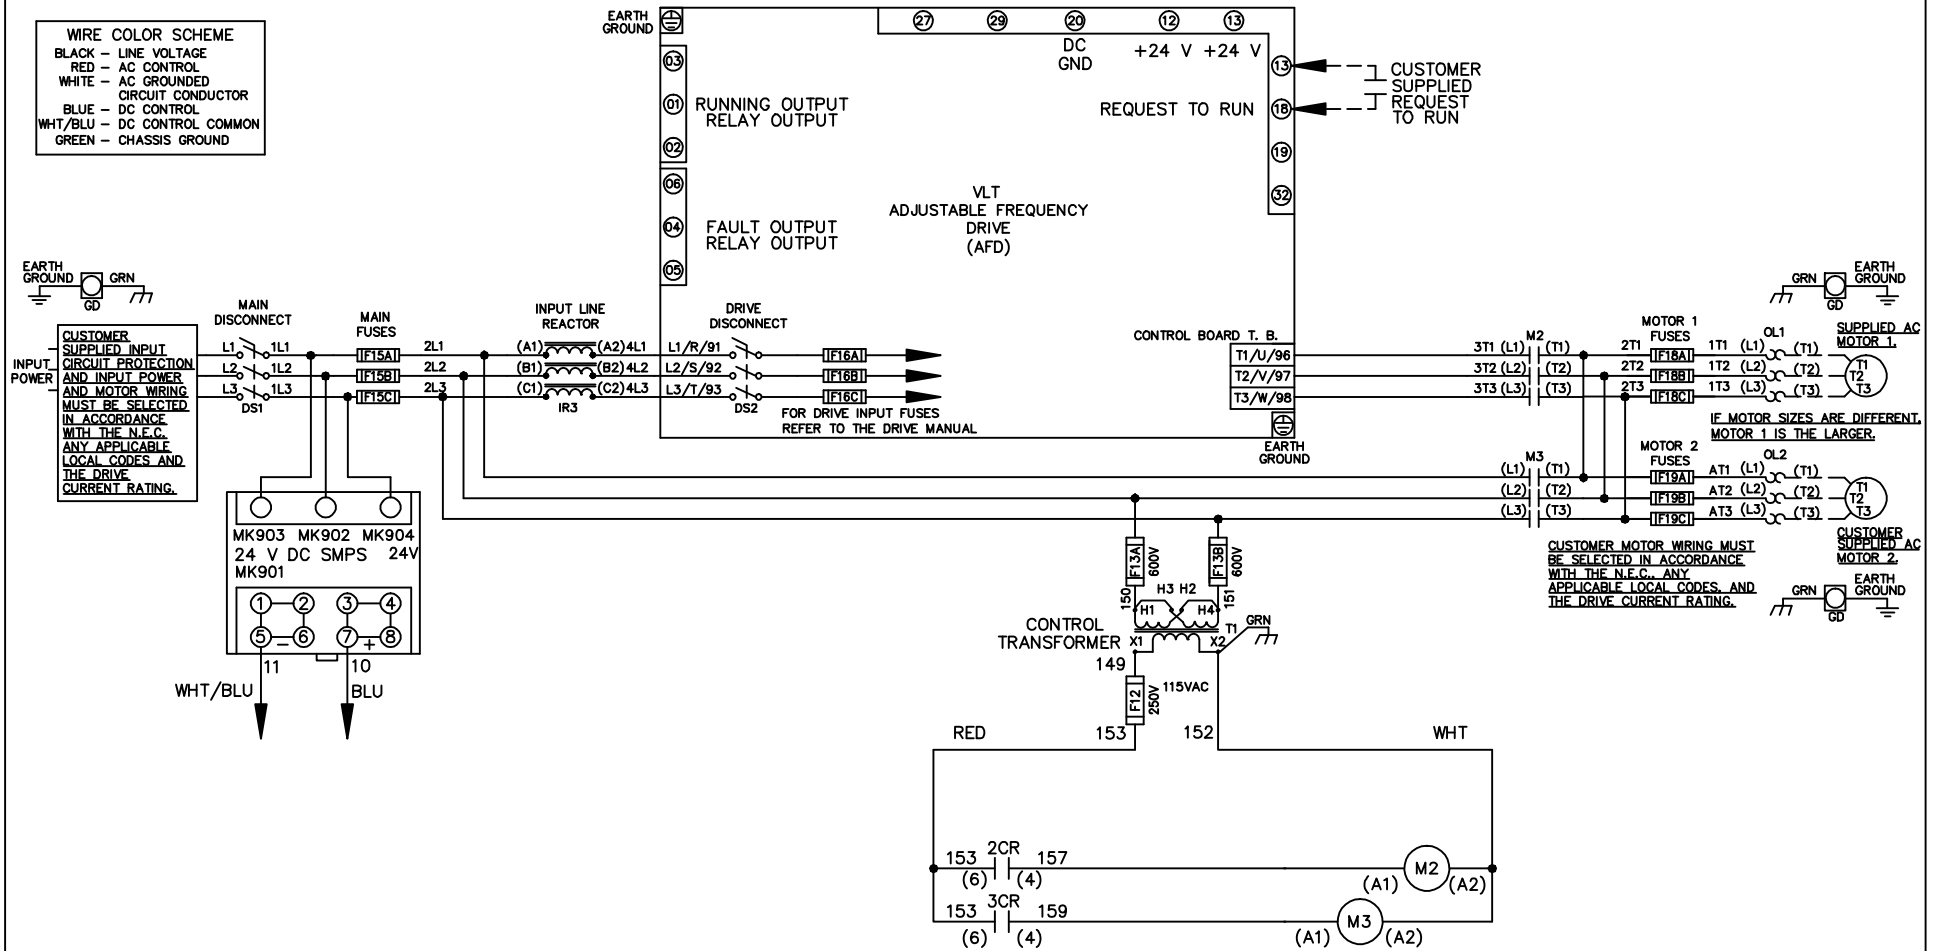 WIRE COLOR SCHEME
BLACK – LINE VOLTAGE
RED – AC CONTROL
WHITE – AC GROUNDED
CIRCUIT CONDUCTOR
BLUE – DC CONTROL
WHT/BLU – DC CONTROL COMMON
GREEN – CHASSIS GROUND
EARTH
GROUND
27 29 20 12 13
DC
GND
+24 V +24 V
03
01
02
RUNNING OUTPUT
RELAY OUTPUT
06
04
05
FAULT OUTPUT
RELAY OUTPUT
VLT
ADJUSTABLE FREQUENCY
DRIVE
(AFD)
REQUEST TO RUN
13
18
19
32
CUSTOMER
SUPPLIED
REQUEST
TO RUN
EARTH
GROUND
GRN
GD
INPUT
POWER
CUSTOMER
SUPPLIED INPUT
CIRCUIT PROTECTION
AND INPUT POWER
AND MOTOR WIRING
MUST BE SELECTED
IN ACCORDANCE
WITH THE N.E.C.
ANY APPLICABLE
LOCAL CODES AND
THE DRIVE
CURRENT RATING.
MAIN
DISCONNECT
L1 1L1
L2 1L2
L3 1L3
DS1
MAIN
FUSES
F15A
F15B
F15C
2L1
2L2
2L3
INPUT LINE
REACTOR
(A1) (A2) 4L1
(B1) (B2) 4L2
(C1) (C2) 4L3
IR3
L1/R/91
L2/S/92
L3/T/93
DRIVE
DISCONNECT
DS2
F16A
F16B
F16C
FOR DRIVE INPUT FUSES
REFER TO THE DRIVE MANUAL
CONTROL BOARD T. B.
T1/U/96
T2/V/97
T3/W/98
EARTH
GROUND
M2
3T1 (L1) (T1)
3T2 (L2) (T2)
3T3 (L3) (T3)
MOTOR 1
FUSES
2T1 F18A 1T1 (L1) (T1)
2T2 F18B 1T2 (L2) (T2)
2T3 F18C 1T3 (L3) (T3)
OL1
GRN
GD
EARTH
GROUND
SUPPLIED AC
MOTOR 1.
T1
T2
T3
IF MOTOR SIZES ARE DIFFERENT,
MOTOR 1 IS THE LARGER.
M3
(L1) (T1)
(L2) (T2)
(L3) (T3)
MOTOR 2
FUSES
F19A AT1 (L1) (T1)
F19B AT2 (L2) (T2)
F19C AT3 (L3) (T3)
OL2
T1
T2
T3
CUSTOMER
SUPPLIED AC
MOTOR 2.
CUSTOMER MOTOR WIRING MUST
BE SELECTED IN ACCORDANCE
WITH THE N.E.C., ANY
APPLICABLE LOCAL CODES, AND
THE DRIVE CURRENT RATING.
GRN
GD
EARTH
GROUND
MK903 MK902 MK904
24 V DC SMPS 24V
MK901
1 2 3 4
5 – 6 7 + 8
11 10
WHT/BLU BLU
F13A
600V
F13B
600V
150
151
H3 H2
H1 H4
CONTROL
TRANSFORMER
X1 X2
T1
GRN
149
F12
250V
115VAC
153 152
RED WHT
153 2CR 157
(6) (4)
M2
(A1) (A2)
153 3CR 159
(6) (4)
M3
(A1) (A2)